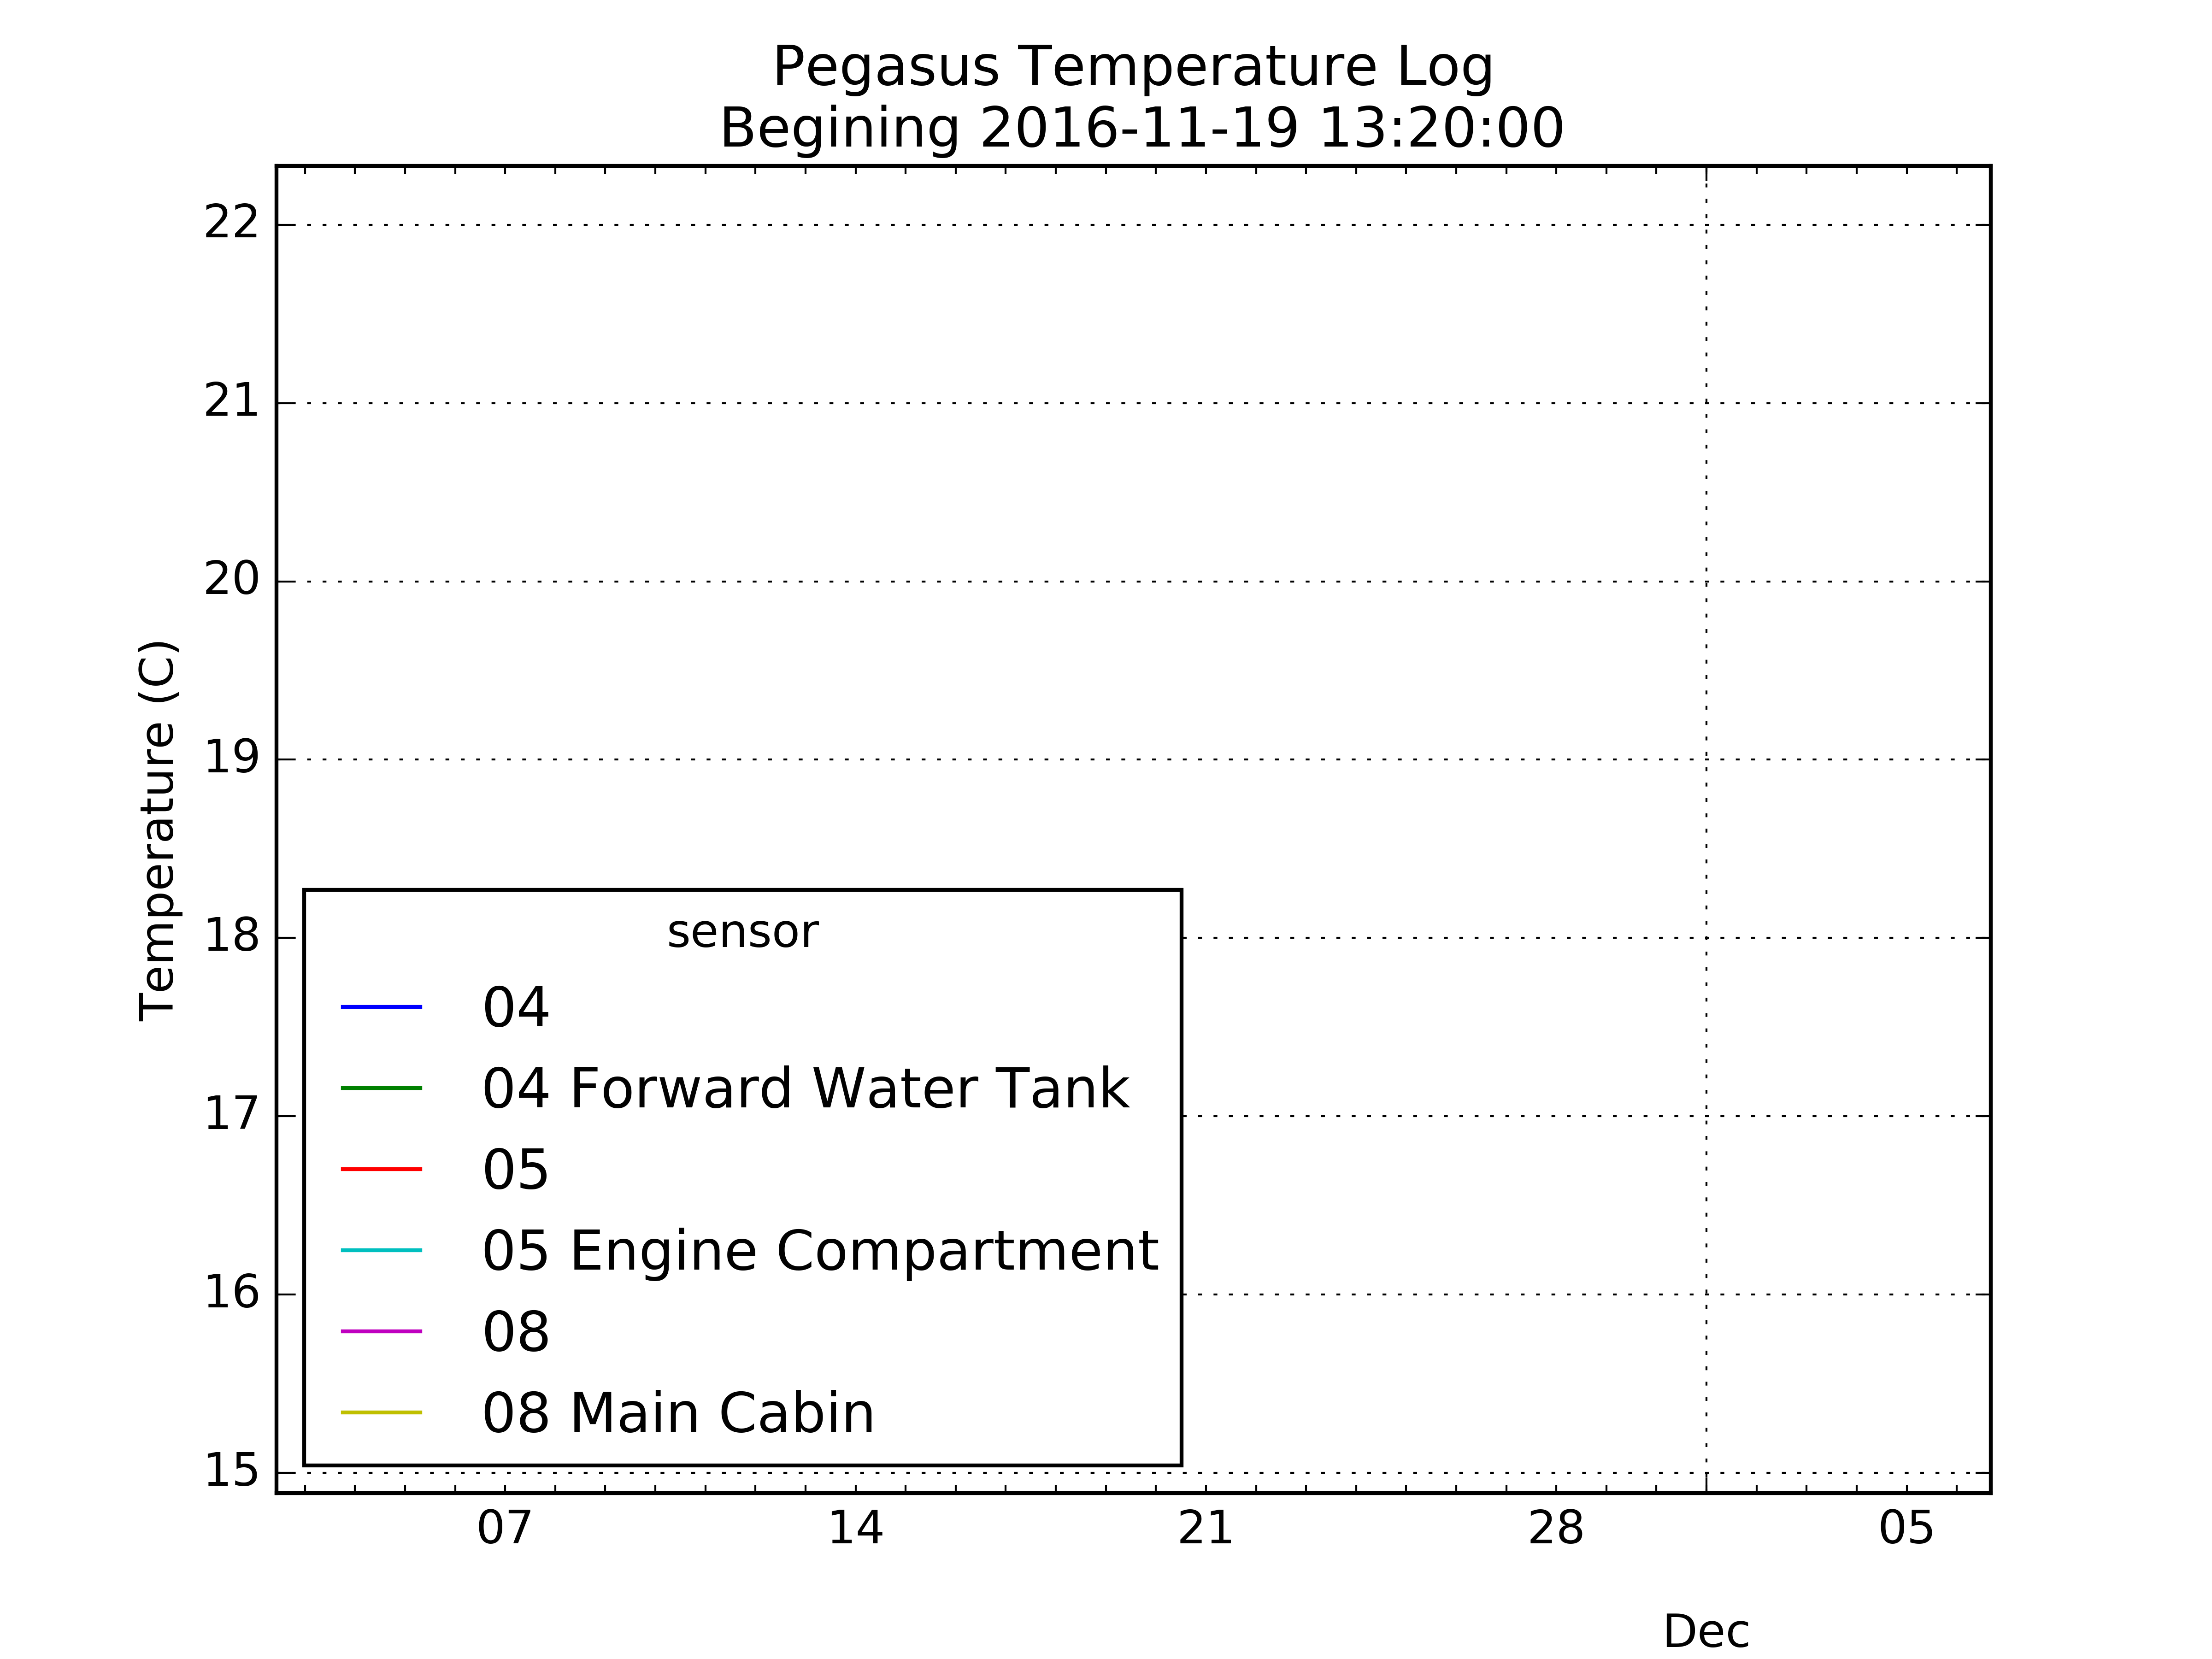 Pegasus Temperature Log
Begining 2016-11-19 13:20:00
Temperature (C)
22
21
20
19
18
17
16
15
sensor
04
04 Forward Water Tank
05
05 Engine Compartment
08
08 Main Cabin
07 14 21 28 05
Dec